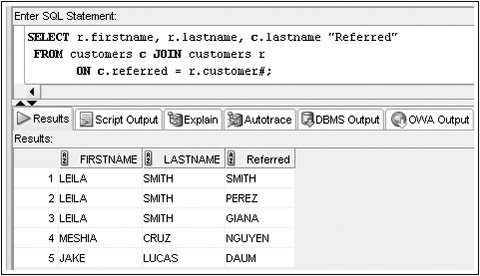 Enter SQL Statement:
SELECT r.firstname, r.lastname, c.lastname "Referred"
FROM customers c JOIN customers r
ON c.referred = r.customer#;
Results Script Output Explain Autotrace DBMS Output OWA Output
Results:
FIRSTNAME LASTNAME Referred
1 LEILA SMITH SMITH
2 LEILA SMITH PEREZ
3 LEILA SMITH GIANA
4 MESHIA CRUZ NGUYEN
5 JAKE LUCAS DAUM